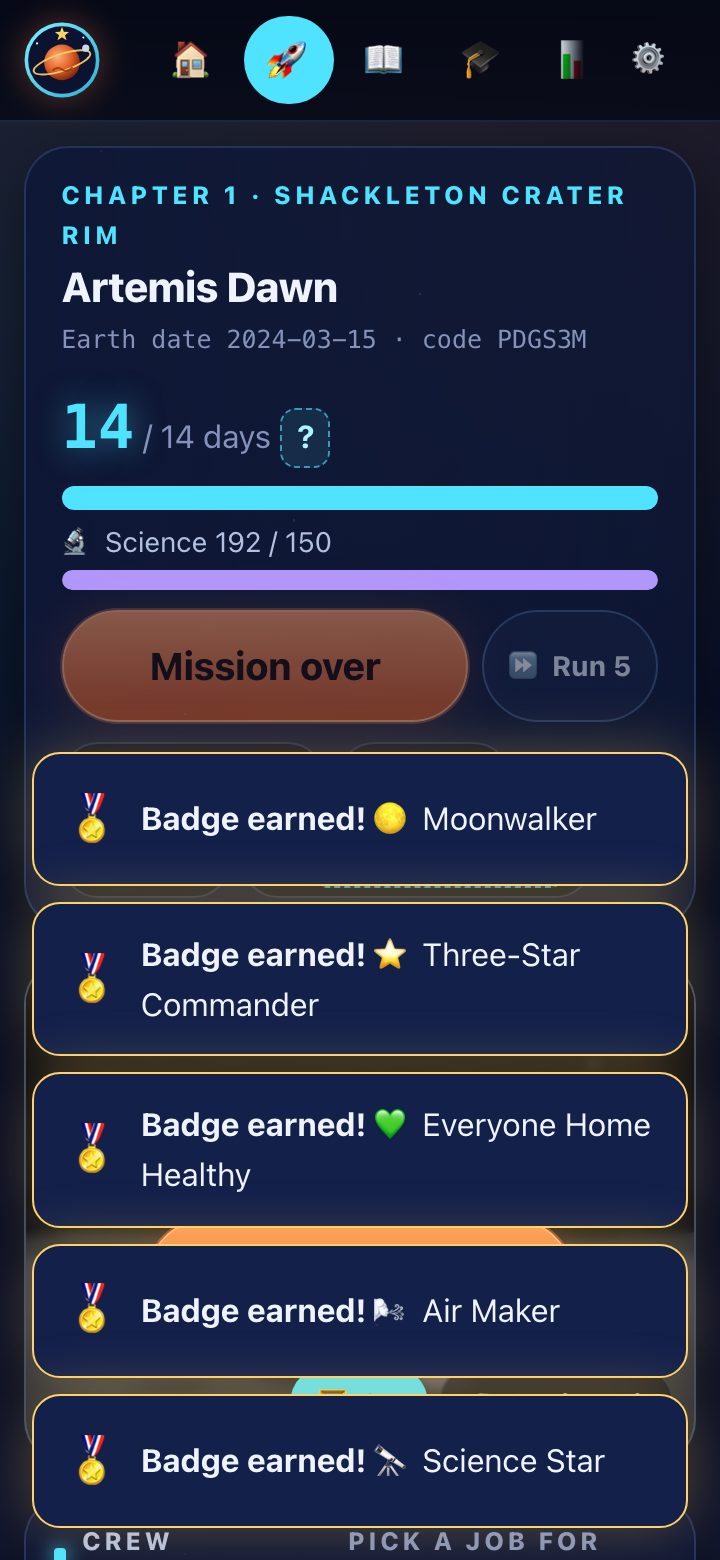 CHAPTER 1 · SHACKLETON CRATER
RIM
Artemis Dawn
Earth date 2024-03-15 · code PDGS3M
14 / 14 days ?
Science 192 / 150
Mission over
Run 5
Badge earned! Moonwalker
Badge earned! Three-Star
Commander
Badge earned! Everyone Home
Healthy
Badge earned! Air Maker
Badge earned! Science Star
CREW
PICK A JOB FOR